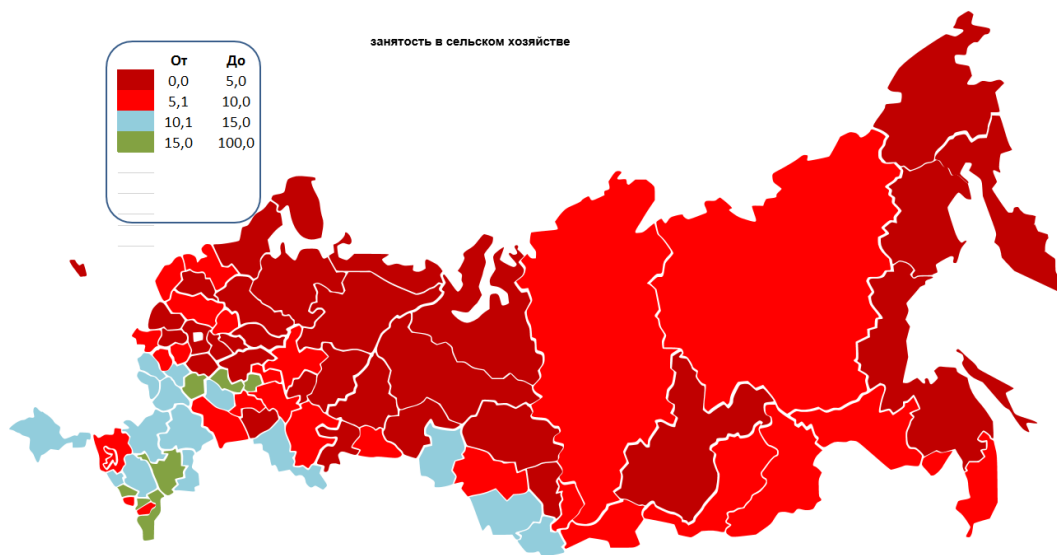 занятость в сельском хозяйстве
От До
0,0 5,0
5,1 10,0
10,1 15,0
15,0 100,0